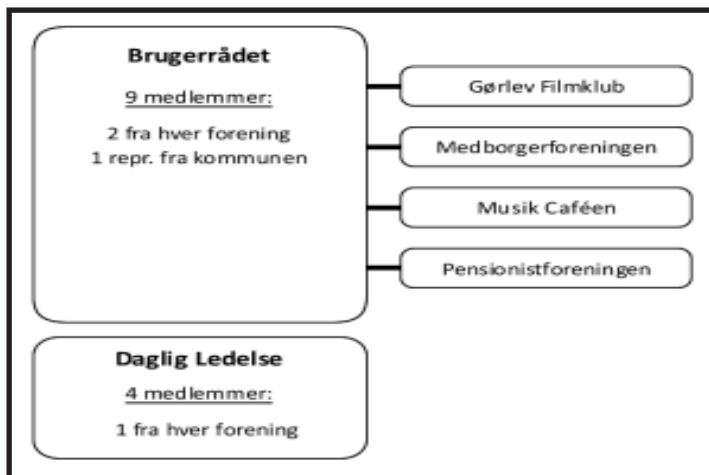 Brugerrådet
9 medlemmer:
2 fra hver forening
1 repr. fra kommunen
Gørlev Filmklub
Medborgerforeningen
Musik Caféen
Pensionistforeningen
Daglig Ledelse
4 medlemmer:
1 fra hver forening